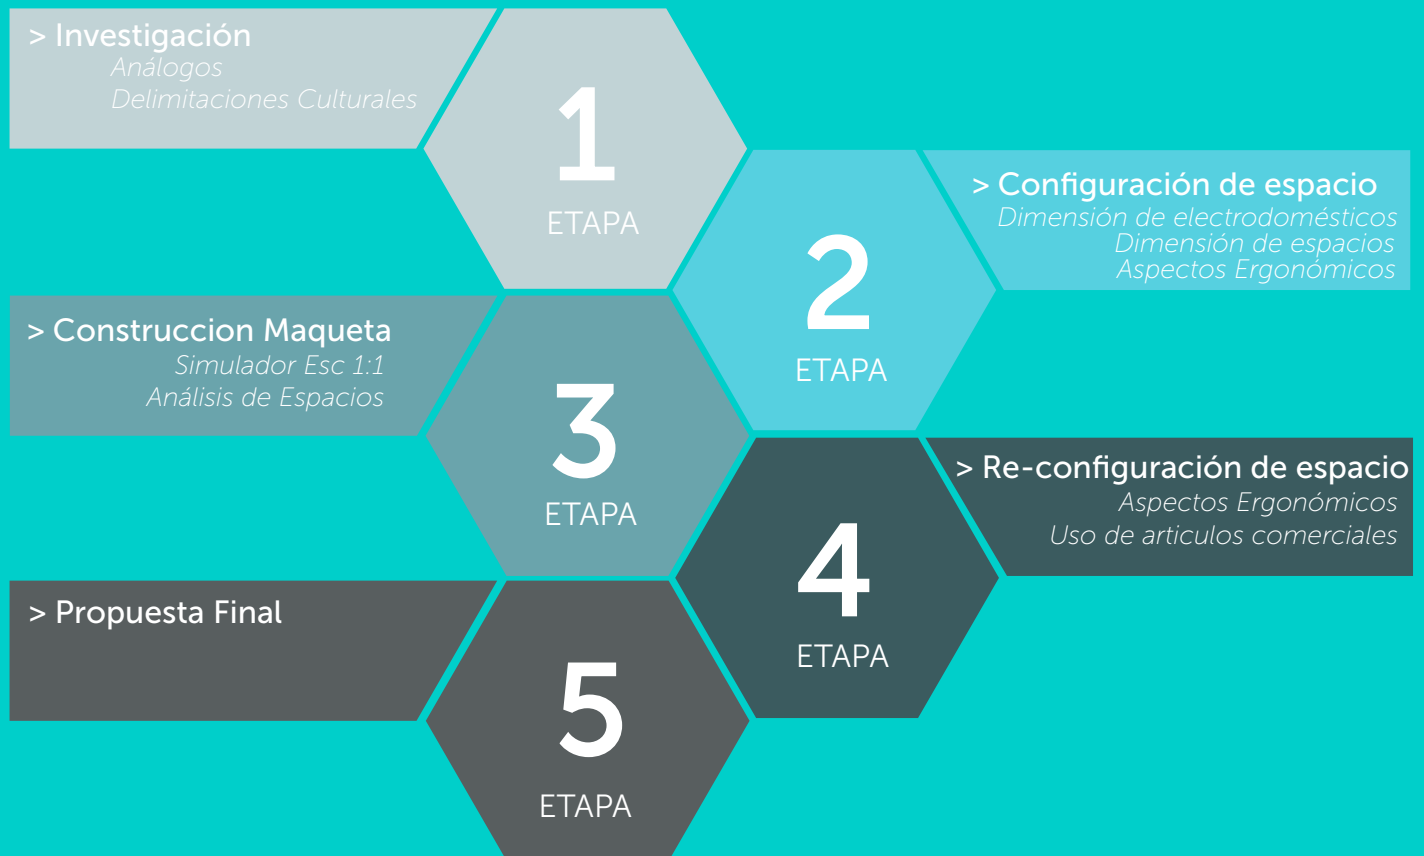 > Investigación
Análogos
Delimitaciones Culturales
1
ETAPA
> Configuración de espacio
Dimensión de electrodomésticos
Dimensión de espacios
Aspectos Ergonómicos
2
ETAPA
> Construccion Maqueta
Simulador Esc 1:1
Análisis de Espacios
3
ETAPA
> Re-configuración de espacio
Aspectos Ergonómicos
Uso de articulos comerciales
4
ETAPA
> Propuesta Final
5
ETAPA